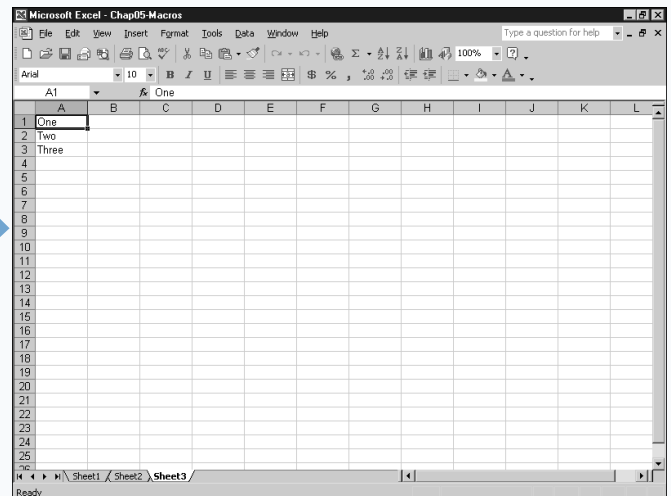 Microsoft Excel - Chap05-Macros
File Edit View Insert Format Tools Data Window Help Type a question for help
100%
Arial 10 B I U $ % ,
A1 fx One
A B C D E F G H I J K L
1 One
2 Two
3 Three
4
5
6
7
8
9
10
11
12
13
14
15
16
17
18
19
20
21
22
23
24
25
Sheet1 Sheet2 Sheet3
Ready